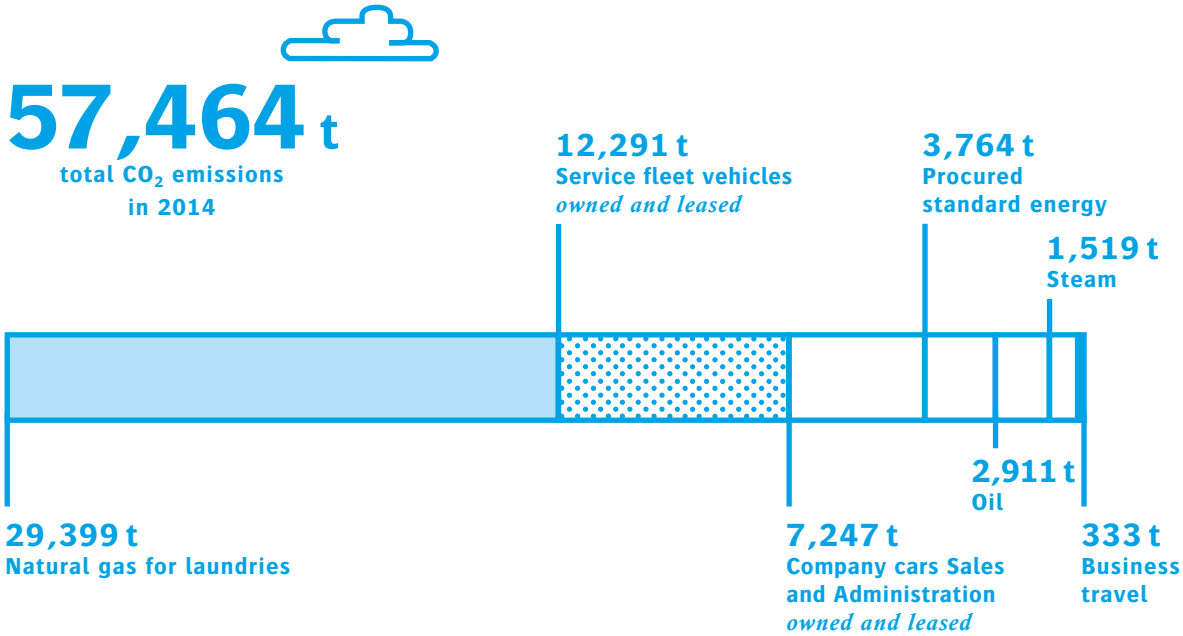 57,464 t
total CO₂ emissions
in 2014
12,291 t
Service fleet vehicles
owned and leased
3,764 t
Procured
standard energy
1,519 t
Steam
29,399 t
Natural gas for laundries
7,247 t
Company cars Sales
and Administration
owned and leased
2,911 t
Oil
333 t
Business
travel